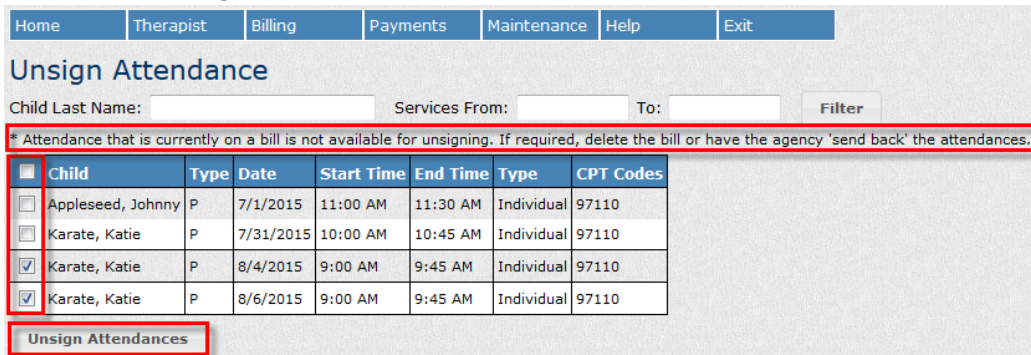 Home Therapist Billing Payments Maintenance Help Exit
Unsign Attendance
Child Last Name: Services From: To: Filter
* Attendance that is currently on a bill is not available for unsigning. If required, delete the bill or have the agency 'send back' the attendances.
Child Type Date Start Time End Time Type CPT Codes
Appleseed, Johnny P 7/1/2015 11:00 AM 11:30 AM Individual 97110
Karate, Katie P 7/31/2015 10:00 AM 10:45 AM Individual 97110
Karate, Katie P 8/4/2015 9:00 AM 9:45 AM Individual 97110
Karate, Katie P 8/6/2015 9:00 AM 9:45 AM Individual 97110
Unsign Attendances